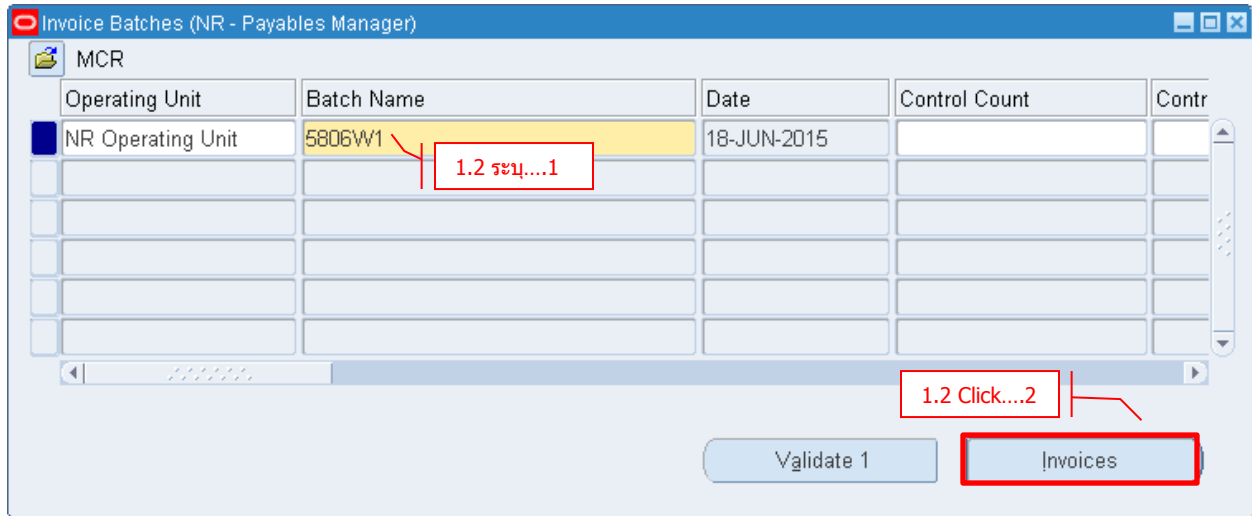 Invoice Batches (NR - Payables Manager)
MCR
Operating Unit Batch Name Date Control Count Contr
NR Operating Unit 5806W1 18-JUN-2015
1.2 ระบุ....1
1.2 Click....2
Validate 1 Invoices